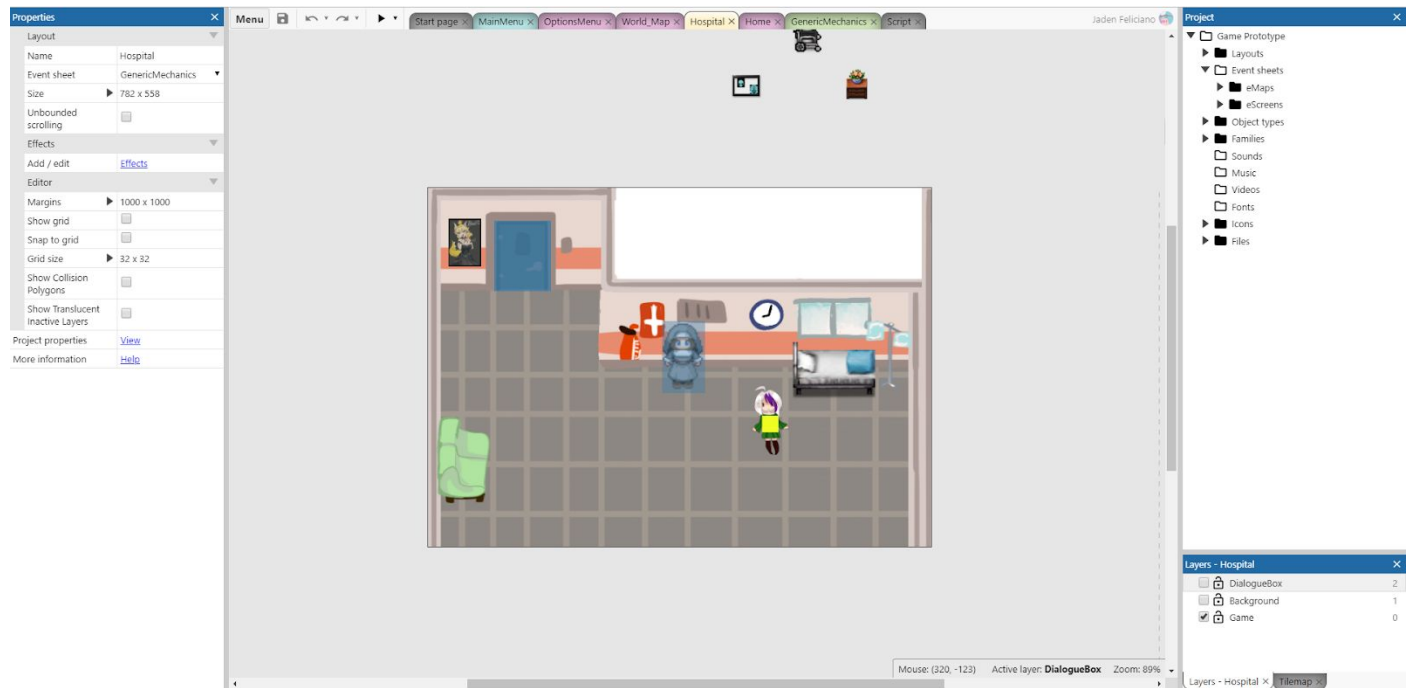 Properties
Layout
Name Hospital
Event sheet GenericMechanics
Size 782 x 558
Unbounded
scrolling
Effects
Add / edit Effects
Editor
Margins 1000 x 1000
Show grid
Snap to grid
Grid size 32 x 32
Show Collision
Polygons
Show Translucent
Inactive Layers
Project properties View
More information Help
Menu
Start page MainMenu OptionsMenu World_Map Hospital Home GenericMechanics Script
Jaden Feliciano
Mouse: (320, -123) Active layer: DialogueBox Zoom: 89%
Project
Game Prototype
Layouts
Event sheets
eMaps
eScreens
Object types
Families
Sounds
Music
Videos
Fonts
Icons
Files
Layers - Hospital
DialogueBox 2
Background 1
Game 0
Layers - Hospital Tilemap